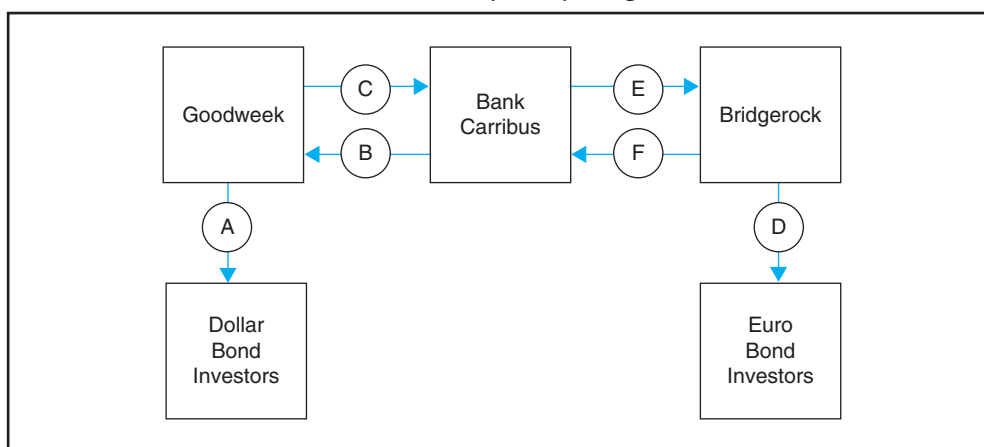 C
E
Goodweek
Bank
Carribus
Bridgerock
B
F
A
D
Dollar
Bond
Investors
Euro
Bond
Investors